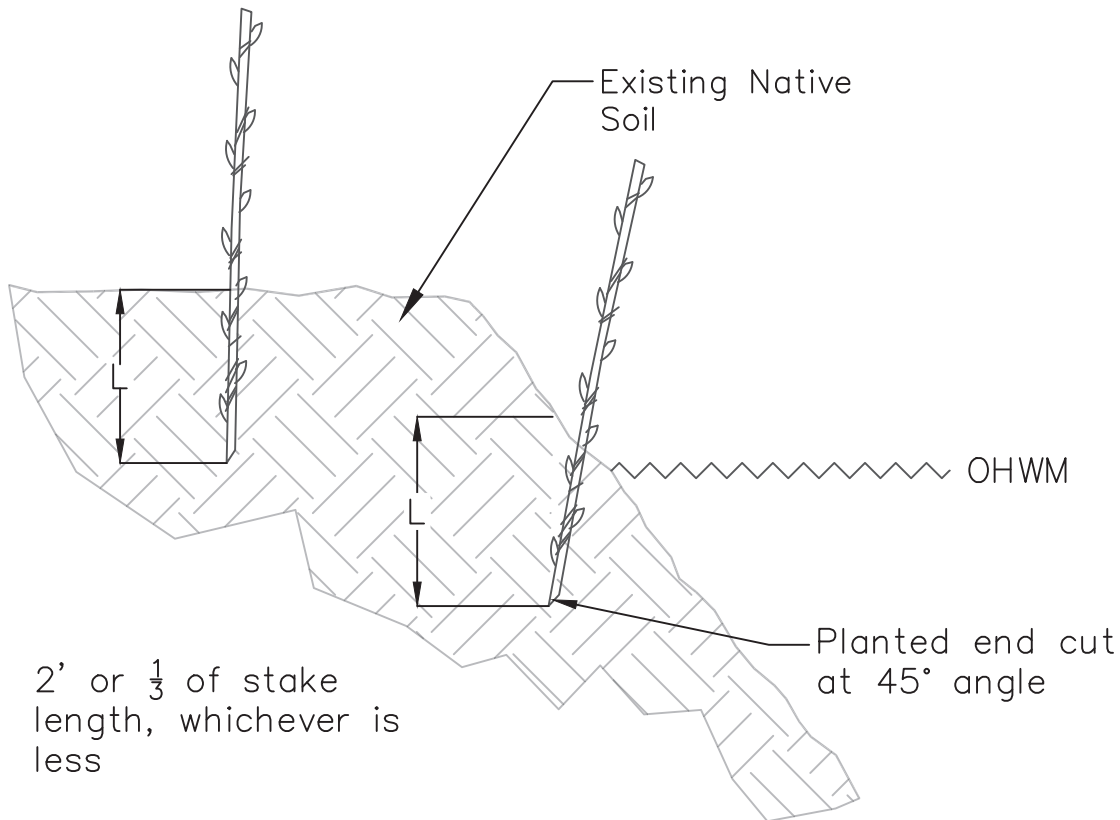 Existing Native
Soil
L
L
OHWM
Planted end cut
at 45° angle
2’ or 1/3 of stake
length, whichever is
less